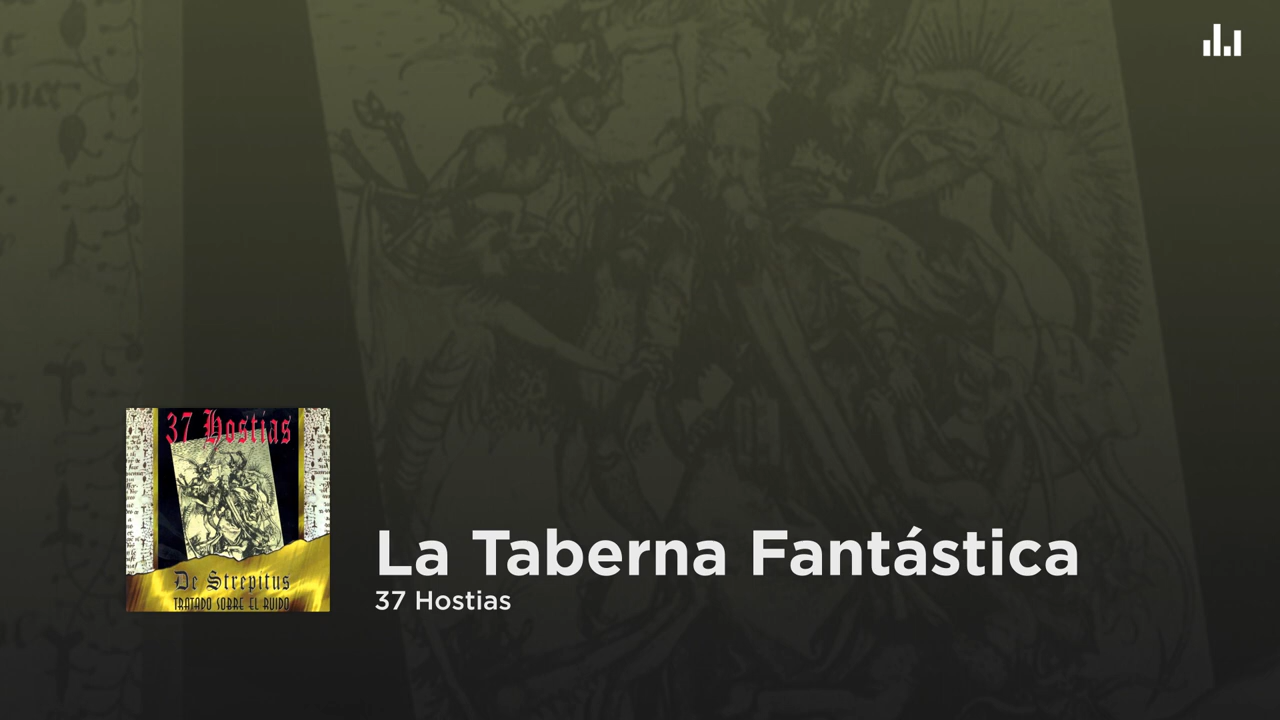 37 Hostias
De Strepitus
TRATADO SOBRE EL RUIDO
La Taberna Fantástica
37 Hostias